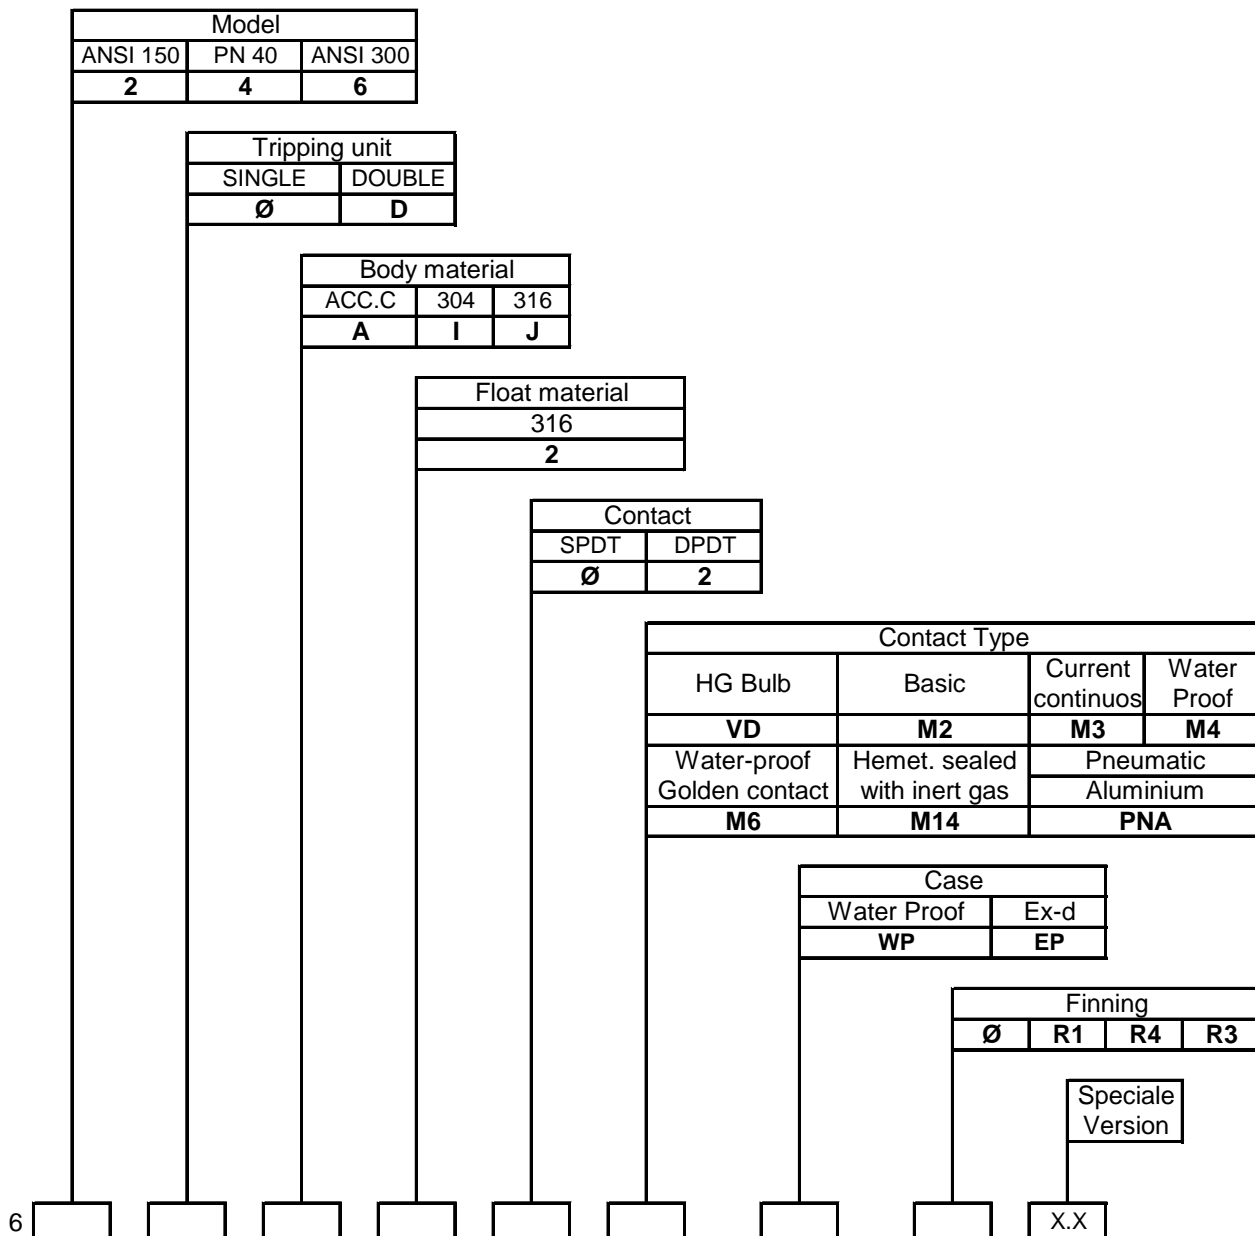 Model
ANSI 150 PN 40 ANSI 300
2 4 6
Tripping unit
SINGLE DOUBLE
Ø D
Body material
ACC.C 304 316
A I J
Float material
316
2
Contact
SPDT DPDT
Ø 2
Contact Type
HG Bulb Basic Current continuos Water Proof
VD M2 M3 M4
Water-proof Golden contact Hemet. sealed with inert gas Pneumatic
Aluminium
M6 M14 PNA
Case
Water Proof Ex-d
WP EP
Finning
Ø R1 R4 R3
Speciale
Version
6 X.X